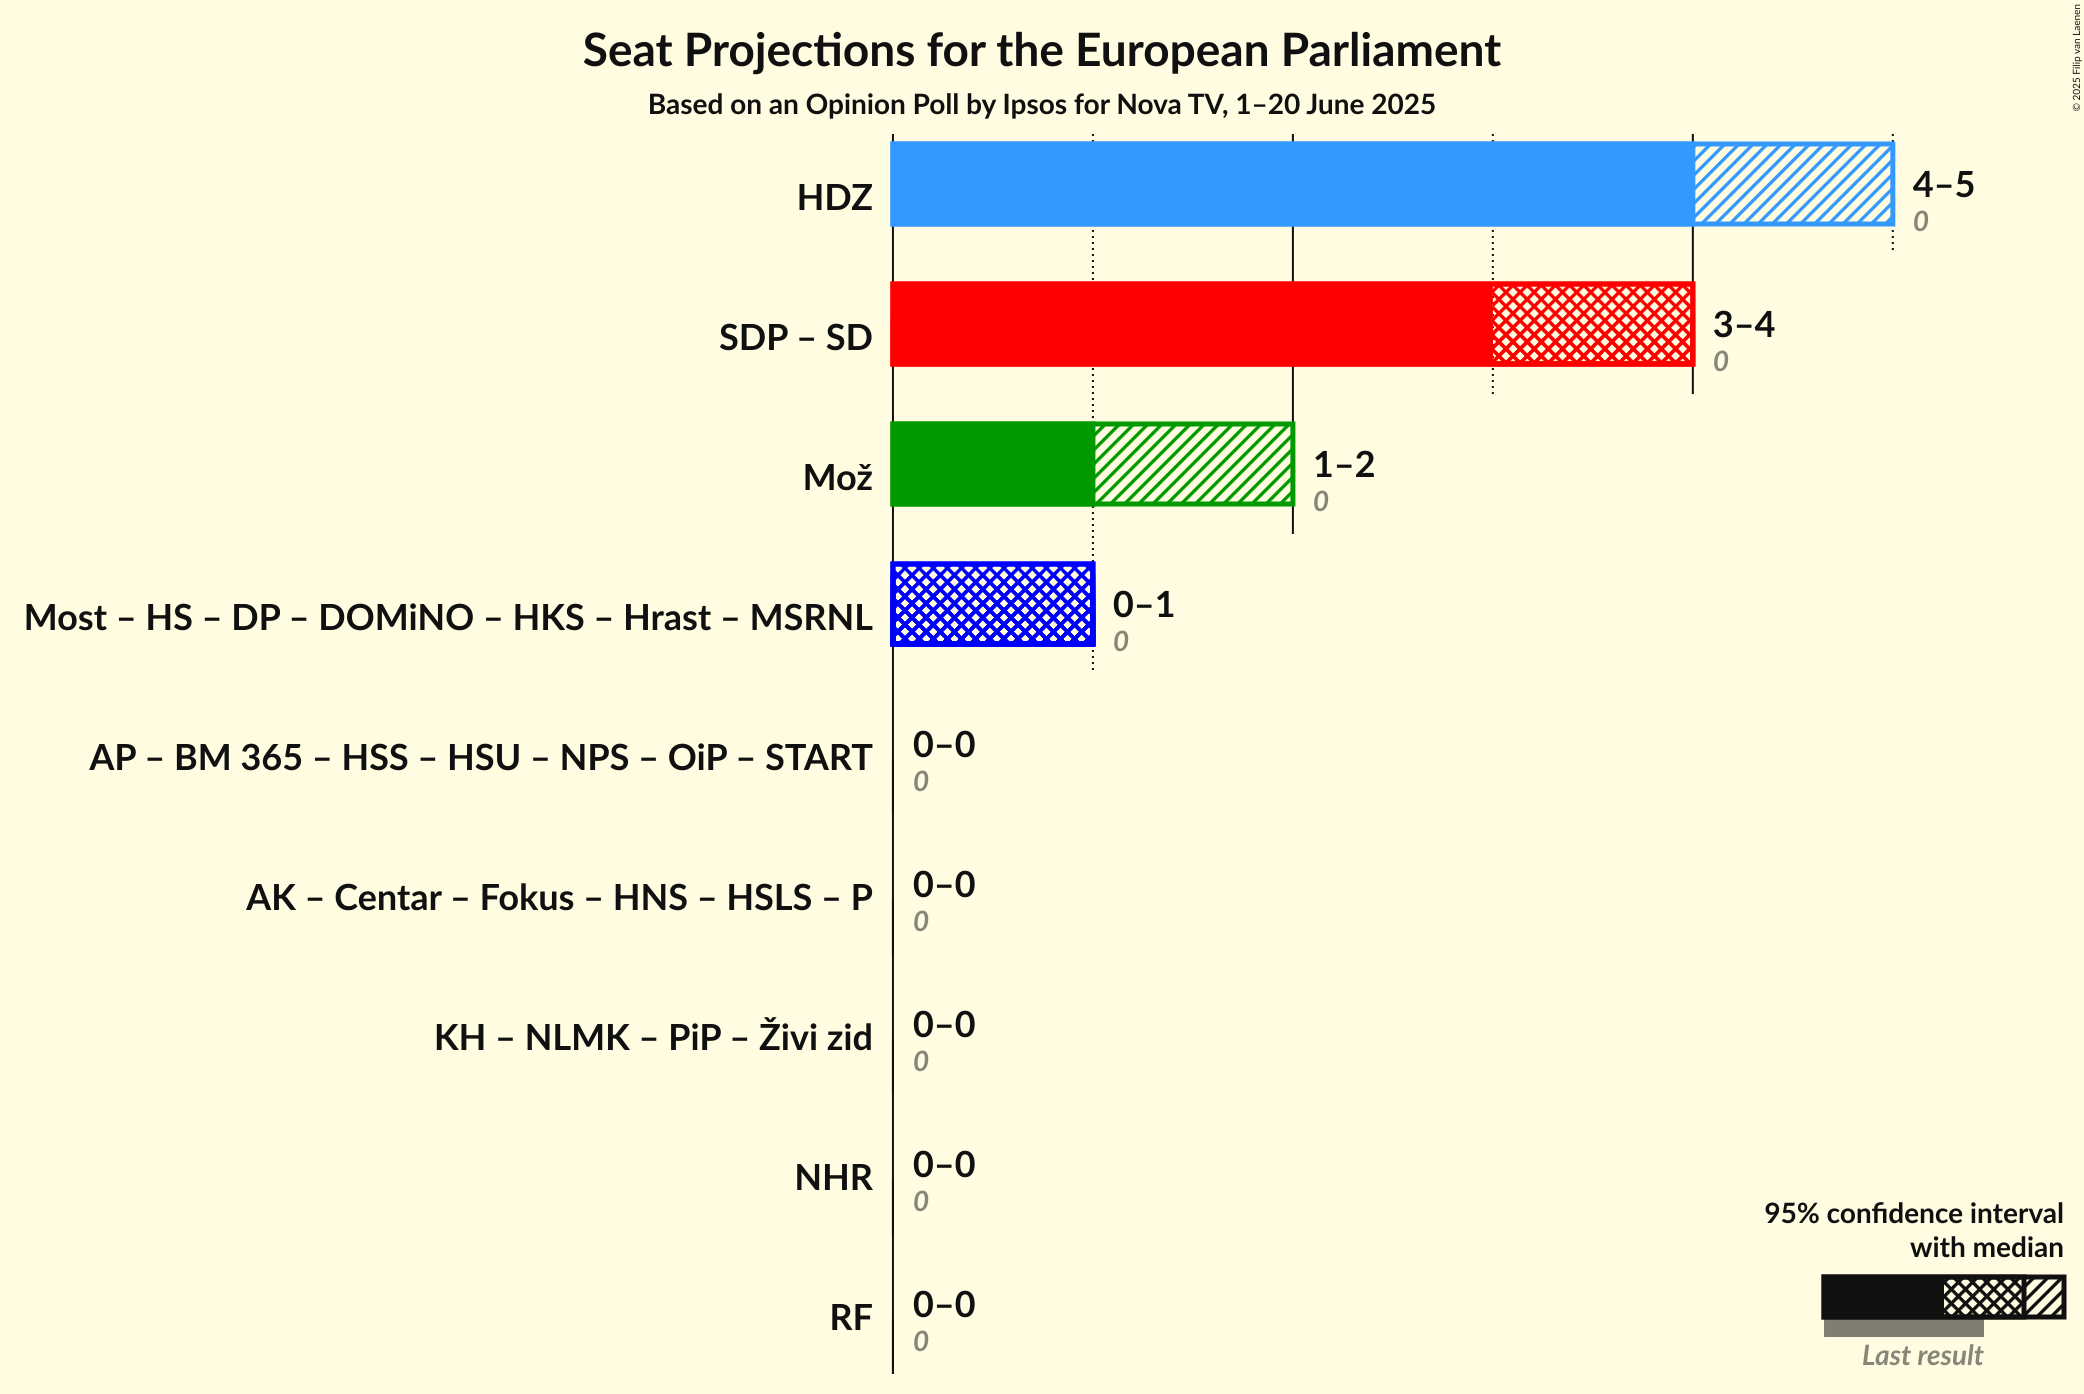 Seat Projections for the European Parliament
Based on an Opinion Poll by Ipsos for Nova TV, 1–20 June 2025
© 2025 Filip van Laenen
HDZ
4–5
0
SDP – SD
3–4
0
Mož
1–2
0
Most – HS – DP – DOMiNO – HKS – Hrast – MSRNL
0–1
0
AP – BM 365 – HSS – HSU – NPS – OiP – START
0–0
0
AK – Centar – Fokus – HNS – HSLS – P
0–0
0
KH – NLMK – PiP – Živi zid
0–0
0
NHR
0–0
0
RF
0–0
0
95% confidence interval
with median
Last result